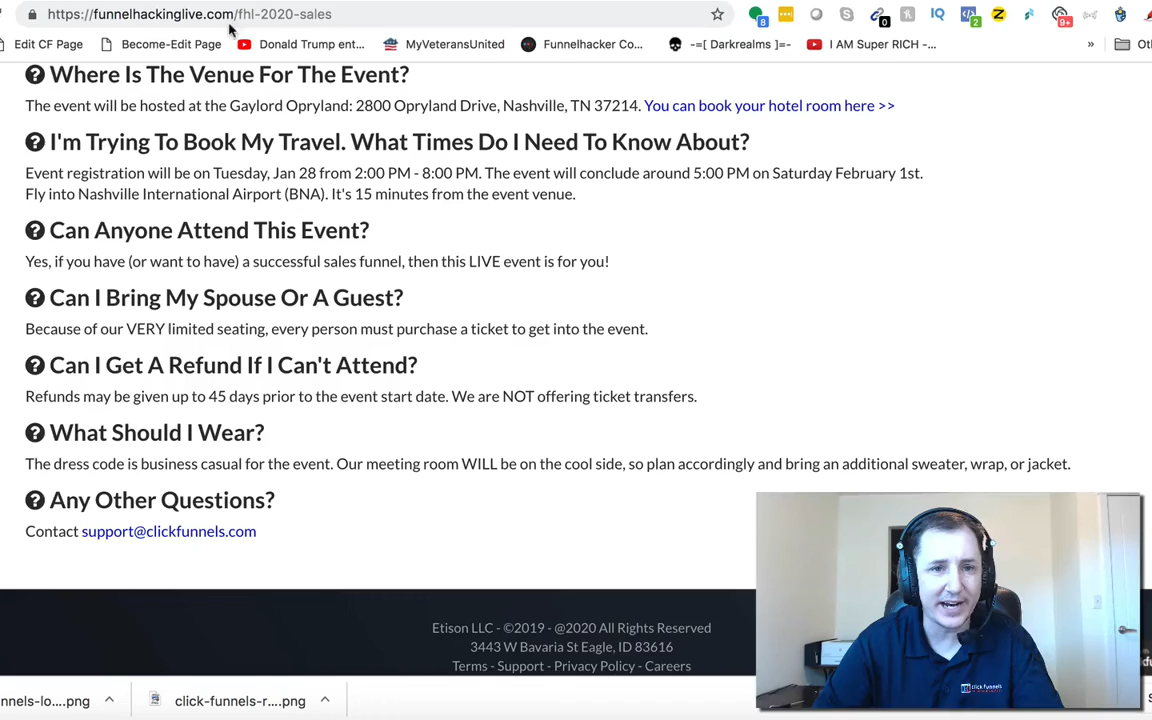 https://funnelhackinglive.com/fhl-2020-sales
8
0
IQ
2
Z
9+
Edit CF Page
Become-Edit Page
Donald Trump ent...
MyVeteransUnited
Funnelhacker Co...
-=[ Darkrealms ]=-
I AM Super RICH -...
»
Where Is The Venue For The Event?
The event will be hosted at the Gaylord Opryland: 2800 Opryland Drive, Nashville, TN 37214. You can book your hotel room here >>
I'm Trying To Book My Travel. What Times Do I Need To Know About?
Event registration will be on Tuesday, Jan 28 from 2:00 PM - 8:00 PM. The event will conclude around 5:00 PM on Saturday February 1st.
Fly into Nashville International Airport (BNA). It's 15 minutes from the event venue.
Can Anyone Attend This Event?
Yes, if you have (or want to have) a successful sales funnel, then this LIVE event is for you!
Can I Bring My Spouse Or A Guest?
Because of our VERY limited seating, every person must purchase a ticket to get into the event.
Can I Get A Refund If I Can't Attend?
Refunds may be given up to 45 days prior to the event start date. We are NOT offering ticket transfers.
What Should I Wear?
The dress code is business casual for the event. Our meeting room WILL be on the cool side, so plan accordingly and bring an additional sweater, wrap, or jacket.
Any Other Questions?
Contact support@clickfunnels.com
Etison LLC - ©2019 - @2020 All Rights Reserved
3443 W Bavaria St Eagle, ID 83616
Terms - Support - Privacy Policy - Careers
click funnels
nnels-lo....png
click-funnels-r....png